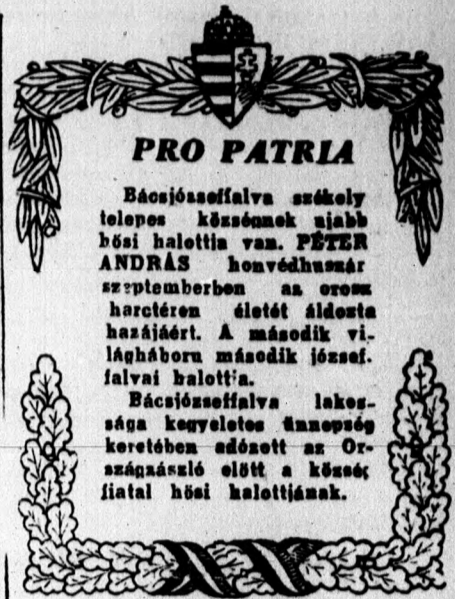 PRO PATRIA
Bácsjózseffalva székely
telepes községnek ujabb
hősi halottja van. PÉTER
ANDRÁS honvédhuszár
szeptemberben az orosz
harctéren életét áldozta
hazájáért. A második vi-
lágháboru második józsef-
falvai halottja.
Bácsjózseffalva lakos-
sága kegyeletes ünnepség
keretében adózott az Or-
szágzászló előtt a község
fiatal hősi halottjának.